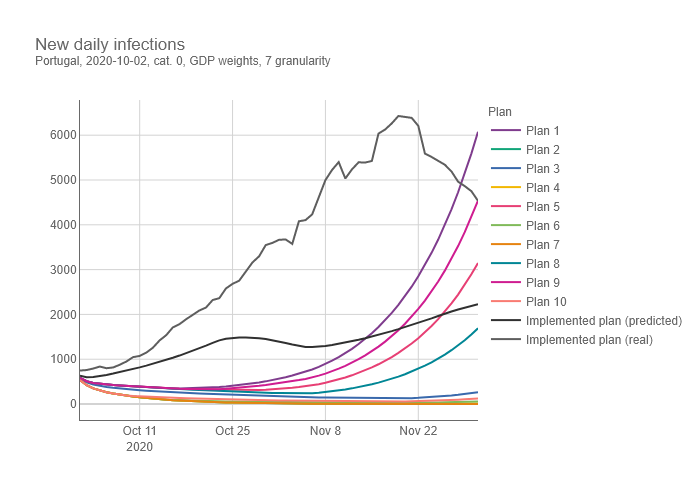 New daily infections
Portugal, 2020-10-02, cat. 0, GDP weights, 7 granularity
Plan
6000
5000
4000
3000
2000
1000
0
Oct 11
2020
Oct 25
Nov 8
Nov 22
Plan 1
Plan 2
Plan 3
Plan 4
Plan 5
Plan 6
Plan 7
Plan 8
Plan 9
Plan 10
Implemented plan (predicted)
Implemented plan (real)